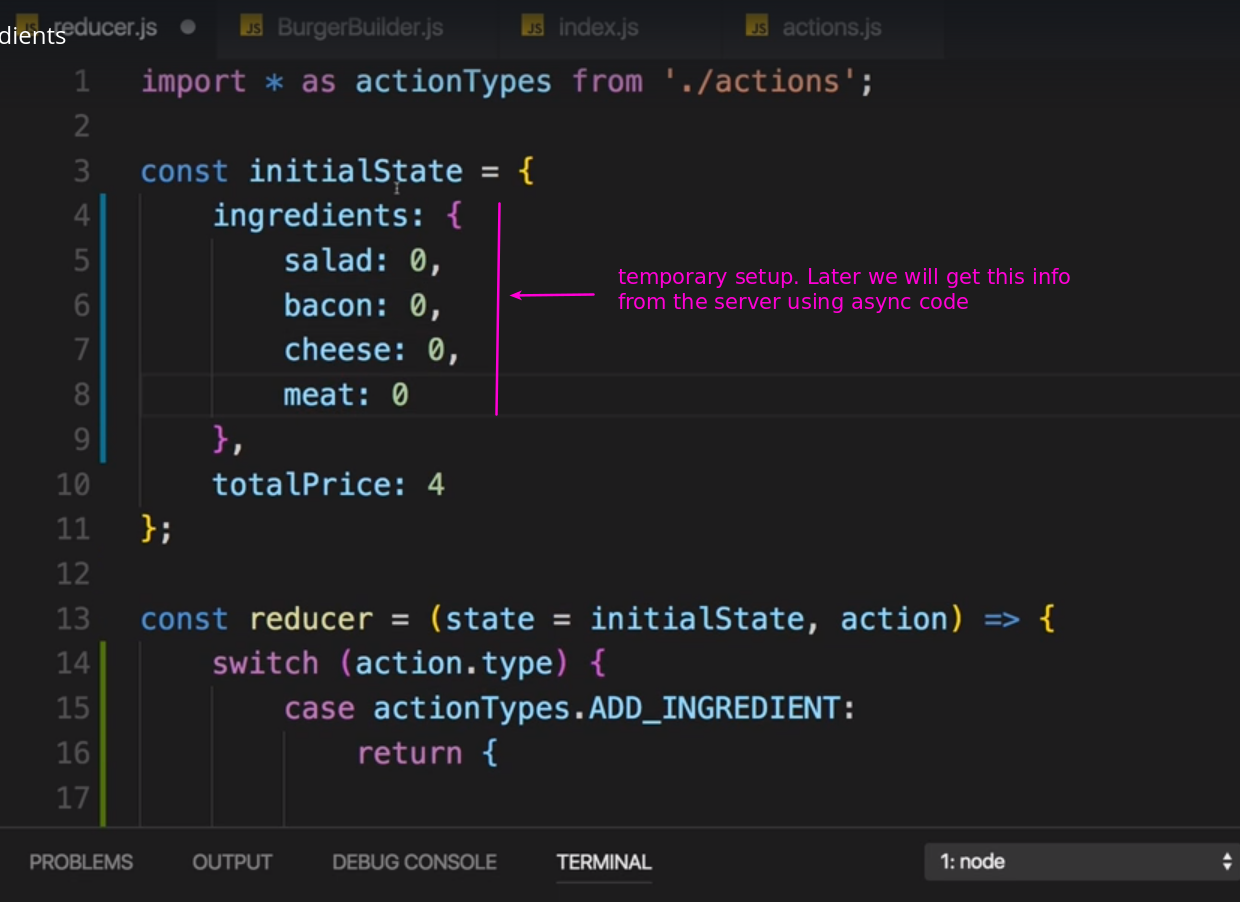 reducer.js BurgerBuilder.js index.js actions.js
dients
1 import * as actionTypes from './actions';
2
3 const initialState = {
4 ingredients: {
5 salad: 0,
6 bacon: 0,
7 cheese: 0,
8 meat: 0
9 },
10 totalPrice: 4
11 };
12
13 const reducer = (state = initialState, action) => {
14 switch (action.type) {
15 case actionTypes.ADD_INGREDIENT:
16 return {
17
temporary setup. Later we will get this info
from the server using async code
PROBLEMS OUTPUT DEBUG CONSOLE TERMINAL 1: node